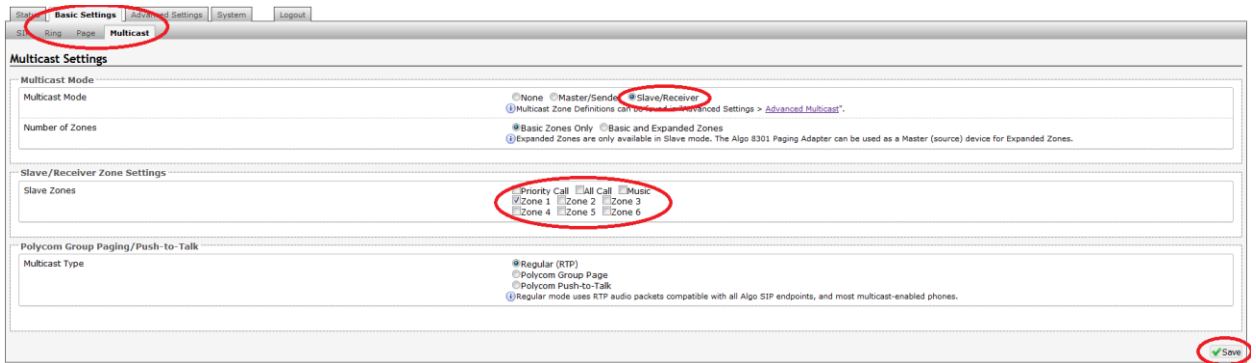 Status Basic Settings Advanced Settings System Logout
SIP Ring Page Multicast
Multicast Settings
Multicast Mode
Multicast Mode
None Master/Sender Slave/Receiver
Multicast Zone Definitions can be found in "Advanced Settings > Advanced Multicast".
Number of Zones
Basic Zones Only Basic and Expanded Zones
Expanded Zones are only available in Slave mode. The Algo 8301 Paging Adapter can be used as a Master (source) device for Expanded Zones.
Slave/Receiver Zone Settings
Slave Zones
Priority Call All Call Music
Zone 1 Zone 2 Zone 3
Zone 4 Zone 5 Zone 6
Polycom Group Paging/Push-to-Talk
Multicast Type
Regular (RTP)
Polycom Group Page
Polycom Push-to-Talk
Regular mode uses RTP audio packets compatible with all Algo SIP endpoints, and most multicast-enabled phones.
Save